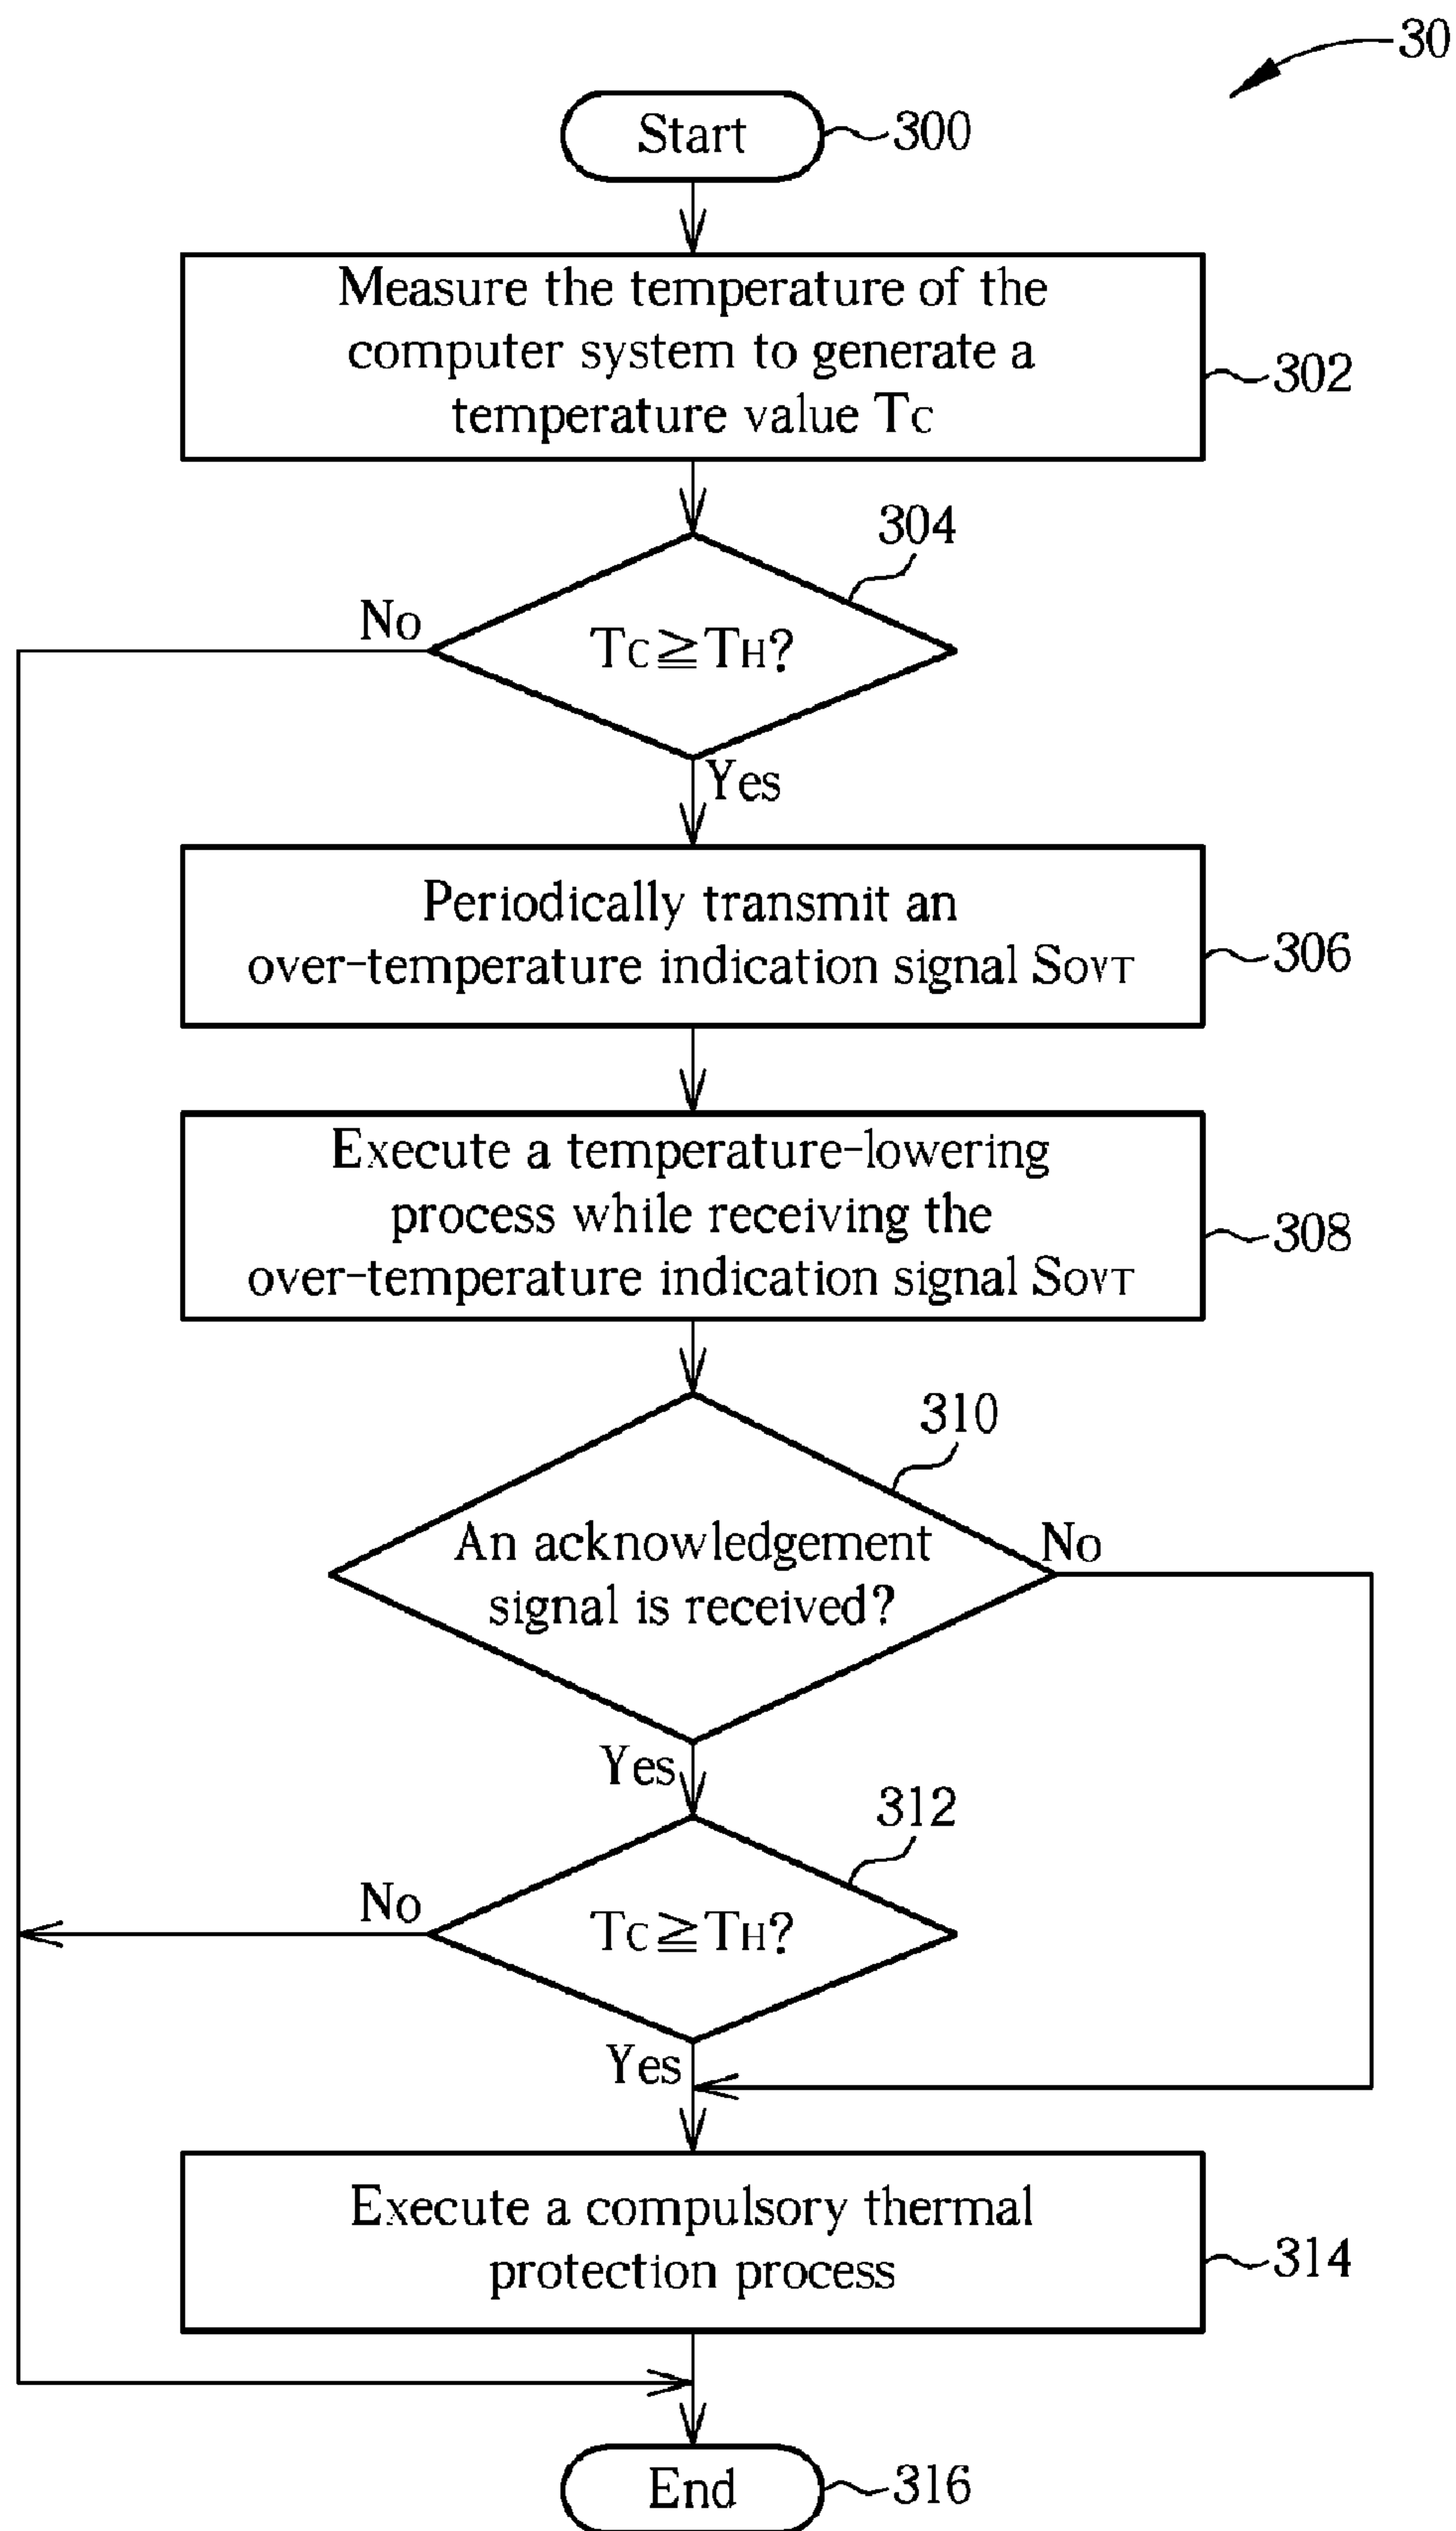 30
Start
300
Measure the temperature of the
computer system to generate a
temperature value TC
302
304
No
TC≧TH?
Yes
Periodically transmit an
over-temperature indication signal SOVT
306
Execute a temperature-lowering
process while receiving the
over-temperature indication signal SOVT
308
310
An acknowledgement
signal is received?
No
Yes
312
No
TC≧TH?
Yes
Execute a compulsory thermal
protection process
314
End
316